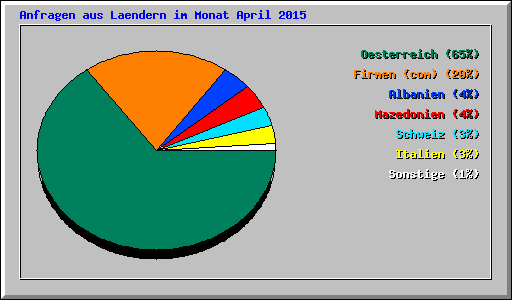 Anfragen aus Laendern im Monat April 2015
Oesterreich (65%)
Firmen (com) (20%)
Albanien (4%)
Mazedonien (4%)
Schweiz (3%)
Italien (3%)
Sonstige (1%)